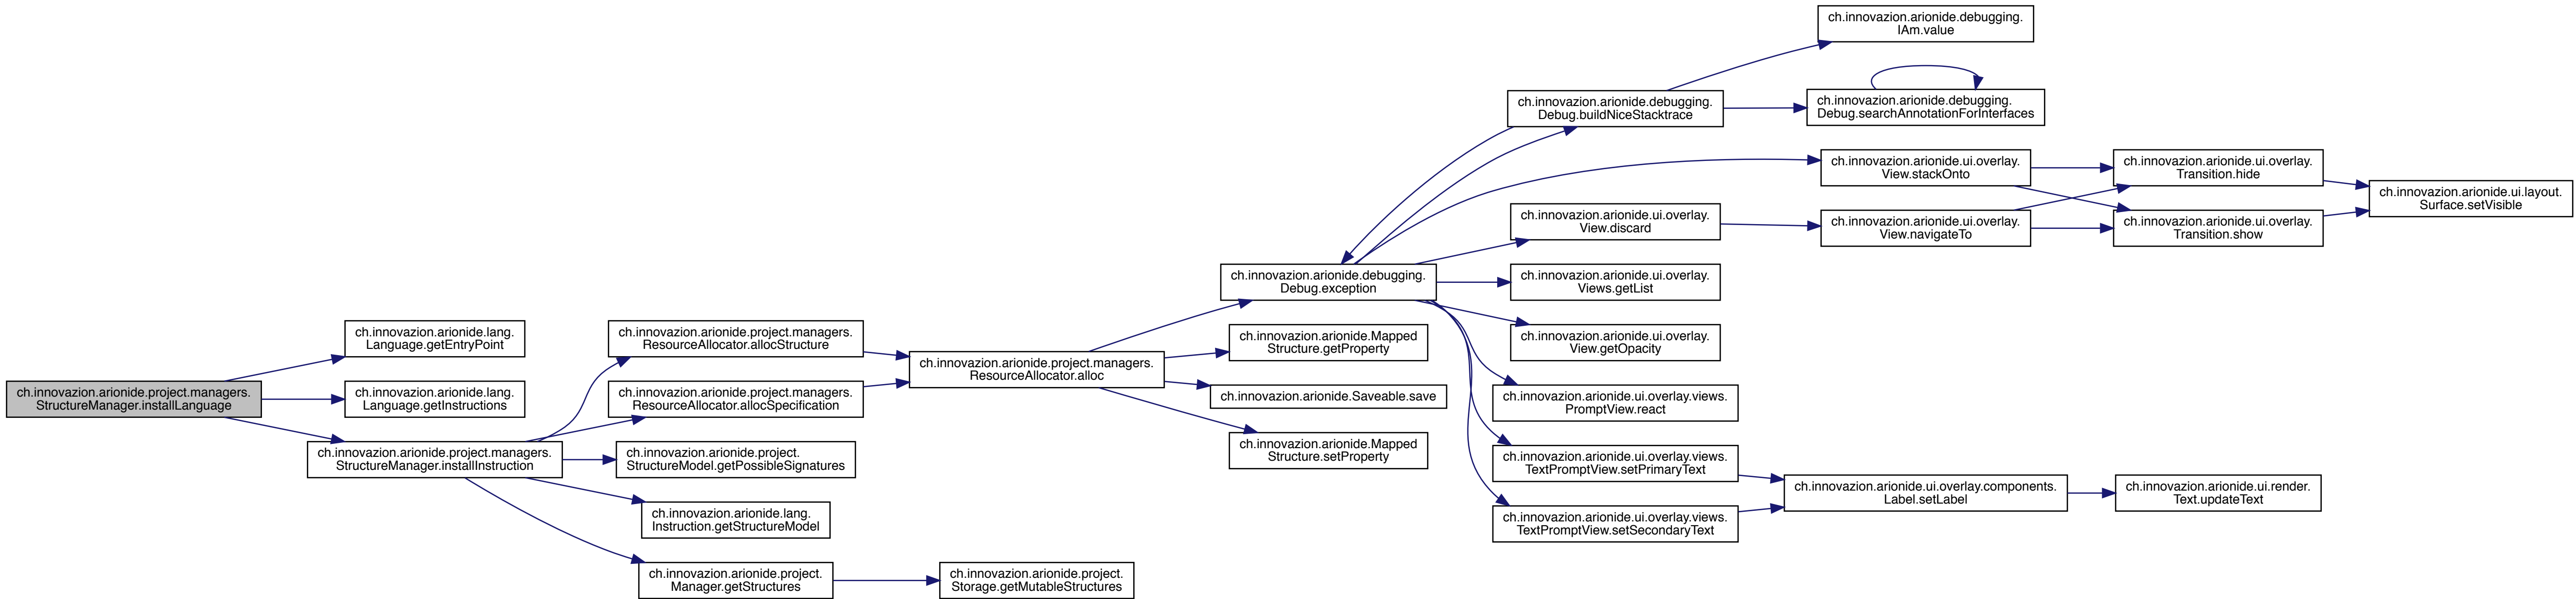 ch.innovazion.arionide.project.managers.
StructureManager.installLanguage
ch.innovazion.arionide.lang.
Language.getEntryPoint
ch.innovazion.arionide.lang.
Language.getInstructions
ch.innovazion.arionide.project.managers.
StructureManager.installInstruction
ch.innovazion.arionide.project.managers.
ResourceAllocator.allocStructure
ch.innovazion.arionide.project.managers.
ResourceAllocator.allocSpecification
ch.innovazion.arionide.project.
StructureModel.getPossibleSignatures
ch.innovazion.arionide.lang.
Instruction.getStructureModel
ch.innovazion.arionide.project.
Manager.getStructures
ch.innovazion.arionide.project.
Storage.getMutableStructures
ch.innovazion.arionide.project.managers.
ResourceAllocator.alloc
ch.innovazion.arionide.debugging.
Debug.exception
ch.innovazion.arionide.Mapped
Structure.getProperty
ch.innovazion.arionide.Saveable.save
ch.innovazion.arionide.Mapped
Structure.setProperty
ch.innovazion.arionide.debugging.
Debug.buildNiceStacktrace
ch.innovazion.arionide.ui.overlay.
View.discard
ch.innovazion.arionide.ui.overlay.
Views.getList
ch.innovazion.arionide.ui.overlay.
View.getOpacity
ch.innovazion.arionide.ui.overlay.views.
PromptView.react
ch.innovazion.arionide.ui.overlay.views.
TextPromptView.setPrimaryText
ch.innovazion.arionide.ui.overlay.views.
TextPromptView.setSecondaryText
ch.innovazion.arionide.debugging.
IAm.value
ch.innovazion.arionide.debugging.
Debug.searchAnnotationForInterfaces
ch.innovazion.arionide.ui.overlay.
View.stackOnto
ch.innovazion.arionide.ui.overlay.
View.navigateTo
ch.innovazion.arionide.ui.overlay.components.
Label.setLabel
ch.innovazion.arionide.ui.overlay.
Transition.hide
ch.innovazion.arionide.ui.overlay.
Transition.show
ch.innovazion.arionide.ui.render.
Text.updateText
ch.innovazion.arionide.ui.layout.
Surface.setVisible